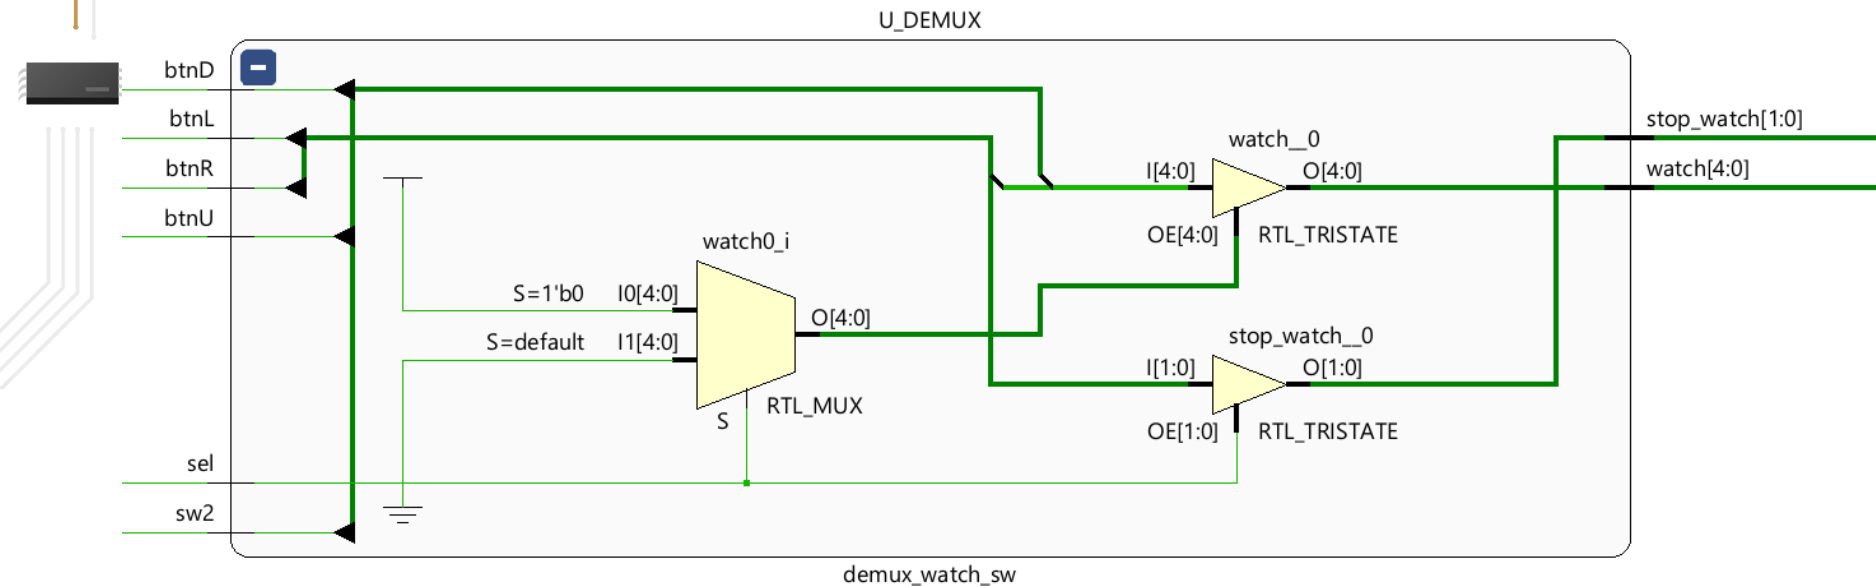 U_DEMUX
btnD
btnL
btnR
btnU
sel
sw2
S=1'b0 I0[4:0]
S=default I1[4:0]
watch0_i
O[4:0]
S
RTL_MUX
watch__0
I[4:0] O[4:0]
OE[4:0] RTL_TRISTATE
stop_watch__0
I[1:0] O[1:0]
OE[1:0] RTL_TRISTATE
stop_watch[1:0]
watch[4:0]
demux_watch_sw